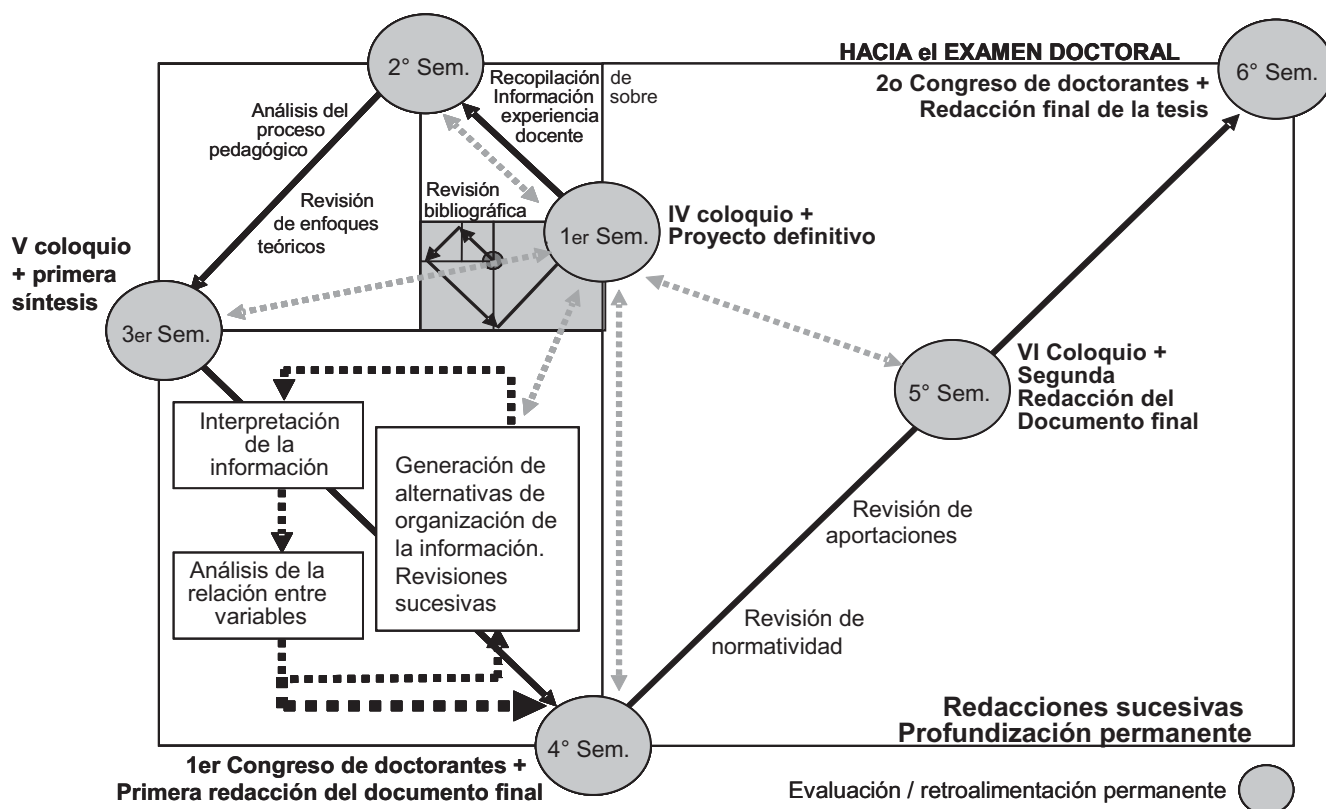 HACIA el EXAMEN DOCTORAL
2° Sem.
6° Sem.
Recopilación de
Información sobre
experiencia
docente
2o Congreso de doctorantes +
Redacción final de la tesis
Análisis del
proceso
pedagógico
Revisión
bibliográfica
Revisión
de enfoques
teóricos
1er Sem.
IV coloquio +
Proyecto definitivo
V coloquio
+ primera
síntesis
3er Sem.
5° Sem.
VI Coloquio +
Segunda
Redacción del
Documento final
Interpretación
de la
información
Generación de
alternativas de
organización de
la información.
Revisiones
sucesivas
Análisis de la
relación entre
variables
Revisión de
aportaciones
Revisión de
normatividad
Redacciones sucesivas
Profundización permanente
4° Sem.
1er Congreso de doctorantes +
Primera redacción del documento final
Evaluación / retroalimentación permanente